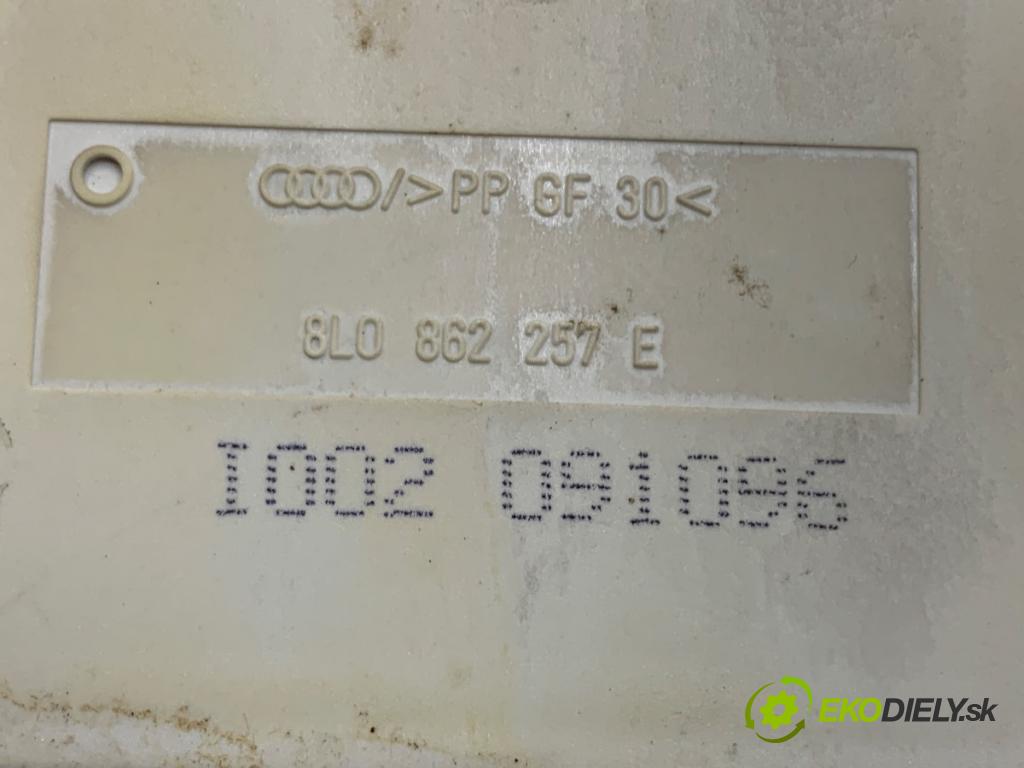 />PP GF 30<
8L0 862 257 E
I002 091096
EKODIELY.sk